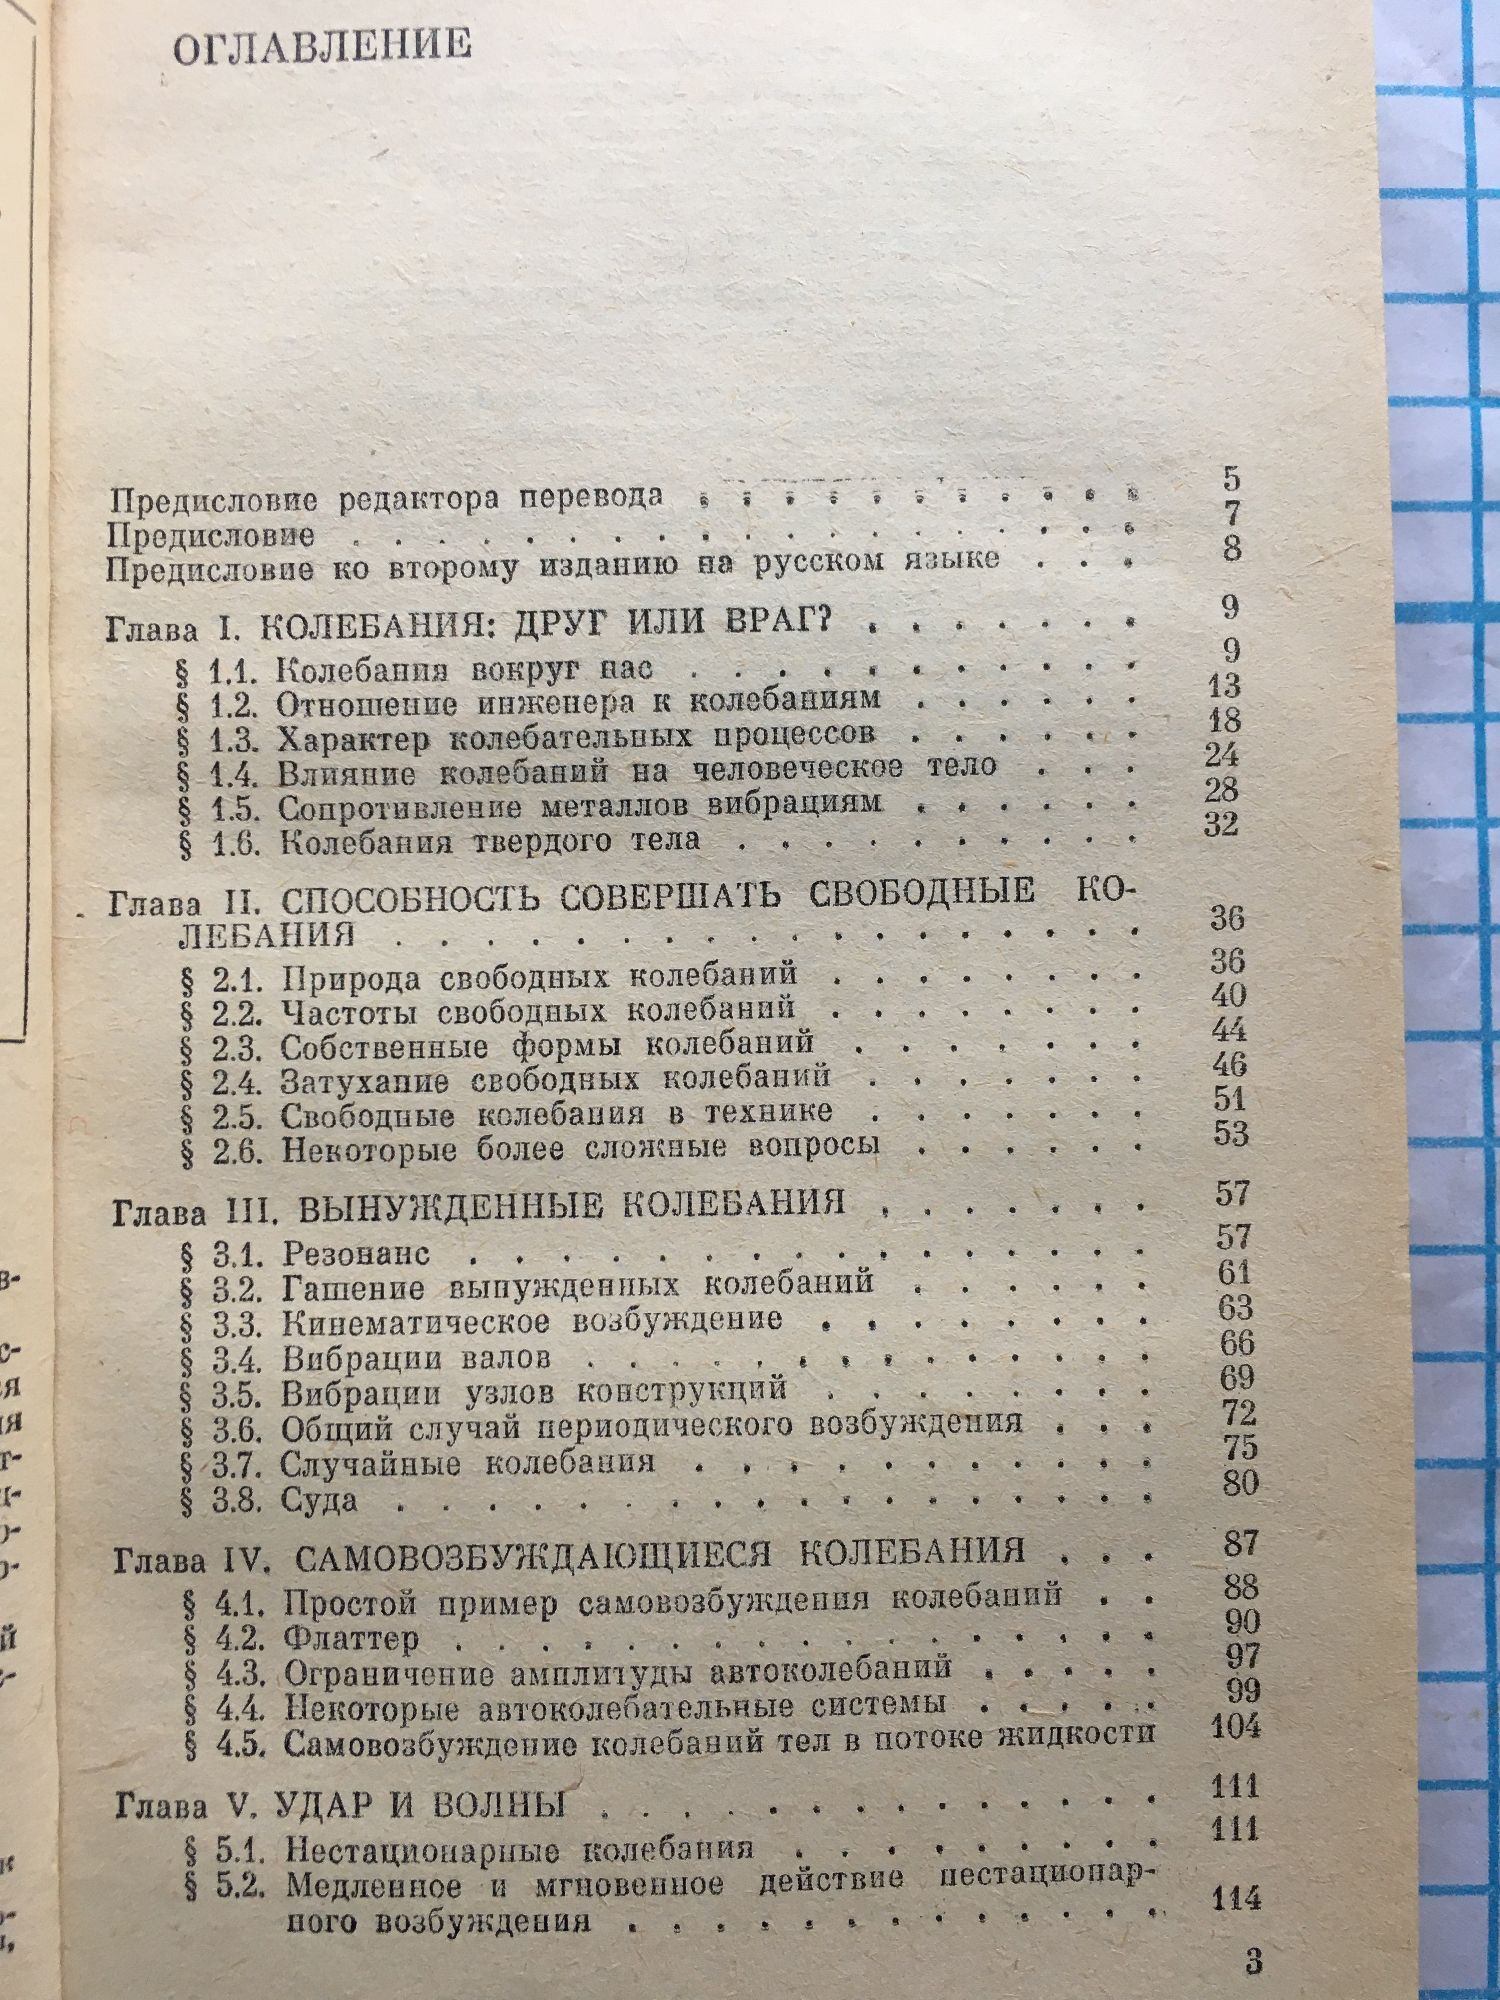 ОГЛАВЛЕНИЕ
Предисловие редактора перевода . . . . . . . . . . . 5
Предисловие . . . . . . . . . . . . . . . . . . 7
Предисловие ко второму изданию на русском языке . . . 8
Глава I. КОЛЕБАНИЯ: ДРУГ ИЛИ ВРАГ? . . . . . . . 9
§ 1.1. Колебания вокруг нас . . . . . . . . . . . 9
§ 1.2. Отношение инженера к колебаниям . . . . . . 13
§ 1.3. Характер колебательных процессов . . . . . . 18
§ 1.4. Влияние колебаний на человеческое тело . . . 24
§ 1.5. Сопротивление металлов вибрациям . . . . . . 28
§ 1.6. Колебания твердого тела . . . . . . . . . . 32
Глава II. СПОСОБНОСТЬ СОВЕРШАТЬ СВОБОДНЫЕ КО-
ЛЕБАНИЯ . . . . . . . . . . . . . . . . . 36
§ 2.1. Природа свободных колебаний . . . . . . . . 36
§ 2.2. Частоты свободных колебаний . . . . . . . . 40
§ 2.3. Собственные формы колебаний . . . . . . . 44
§ 2.4. Затухание свободных колебаний . . . . . . . 46
§ 2.5. Свободные колебания в технике . . . . . . . 51
§ 2.6. Некоторые более сложные вопросы . . . . . . 53
Глава III. ВЫНУЖДЕННЫЕ КОЛЕБАНИЯ . . . . . . . 57
§ 3.1. Резонанс . . . . . . . . . . . . . . . . 57
§ 3.2. Гашение вынужденных колебаний . . . . . . 61
§ 3.3. Кинематическое возбуждение . . . . . . . . 63
§ 3.4. Вибрации валов . . . . . . . . . . . . . . 66
§ 3.5. Вибрации узлов конструкций . . . . . . . . 69
§ 3.6. Общий случай периодического возбуждения . . . 72
§ 3.7. Случайные колебания . . . . . . . . . . . 75
§ 3.8. Суда . . . . . . . . . . . . . . . . . . 80
Глава IV. САМОВОЗБУЖДАЮЩИЕСЯ КОЛЕБАНИЯ . . . 87
§ 4.1. Простой пример самовозбуждения колебаний . . 88
§ 4.2. Флаттер . . . . . . . . . . . . . . . . . 90
§ 4.3. Ограничение амплитуды автоколебаний . . . . . 97
§ 4.4. Некоторые автоколебательные системы . . . . . 99
§ 4.5. Самовозбуждение колебаний тел в потоке жидкости 104
Глава V. УДАР И ВОЛНЫ . . . . . . . . . . . . . . 111
§ 5.1. Нестационарные колебания . . . . . . . . . 111
§ 5.2. Медленное и мгновенное действие нестационар-
ного возбуждения . . . . . . . . . . . . . 114
3